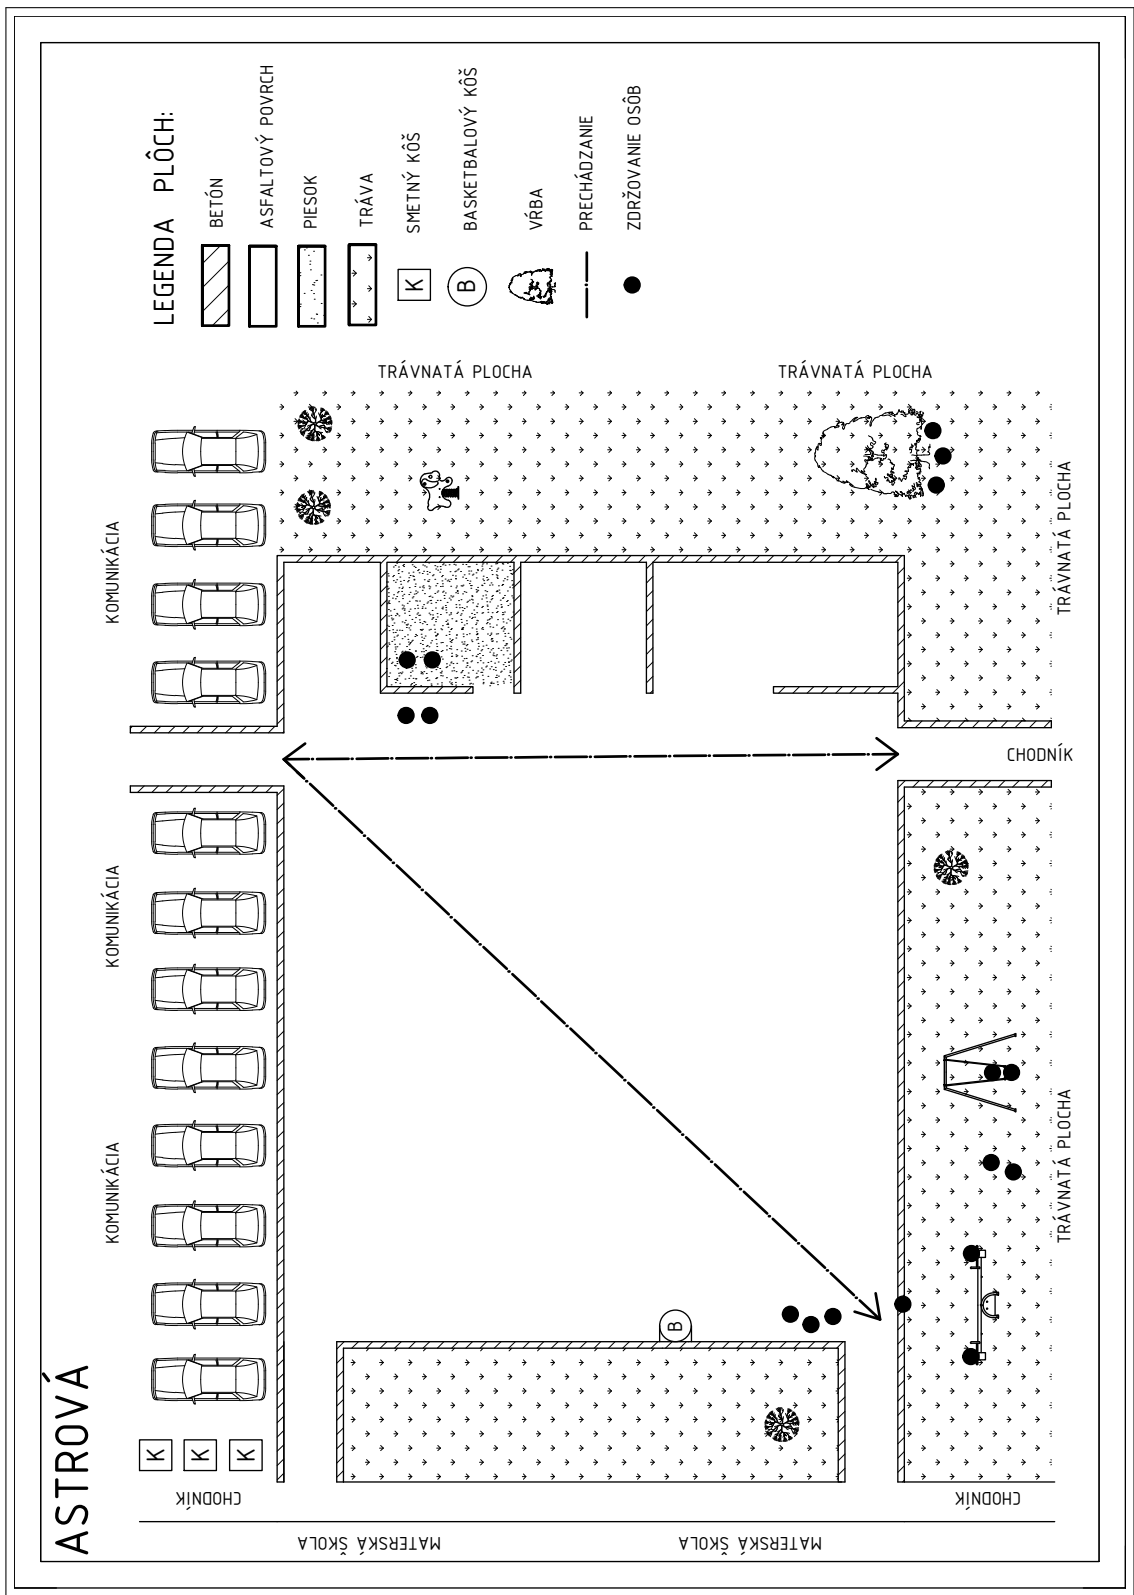 ASTROVÁ
LEGENDA PLÔCH:
BETÓN
ASFALTOVÝ POVRCH
PIESOK
TRÁVA
K SMETNÝ KÔŠ
B BASKETBALOVÝ KÔŠ
VŔBA
PRECHÁDZANIE
ZDRŽOVANIE OSÔB
KOMUNIKÁCIA
KOMUNIKÁCIA
KOMUNIKÁCIA
K
K
K
CHODNÍK
MATERSKÁ ŠKOLA
MATERSKÁ ŠKOLA
B
TRÁVNATÁ PLOCHA
TRÁVNATÁ PLOCHA
TRÁVNATÁ PLOCHA
CHODNÍK
TRÁVNATÁ PLOCHA
CHODNÍK